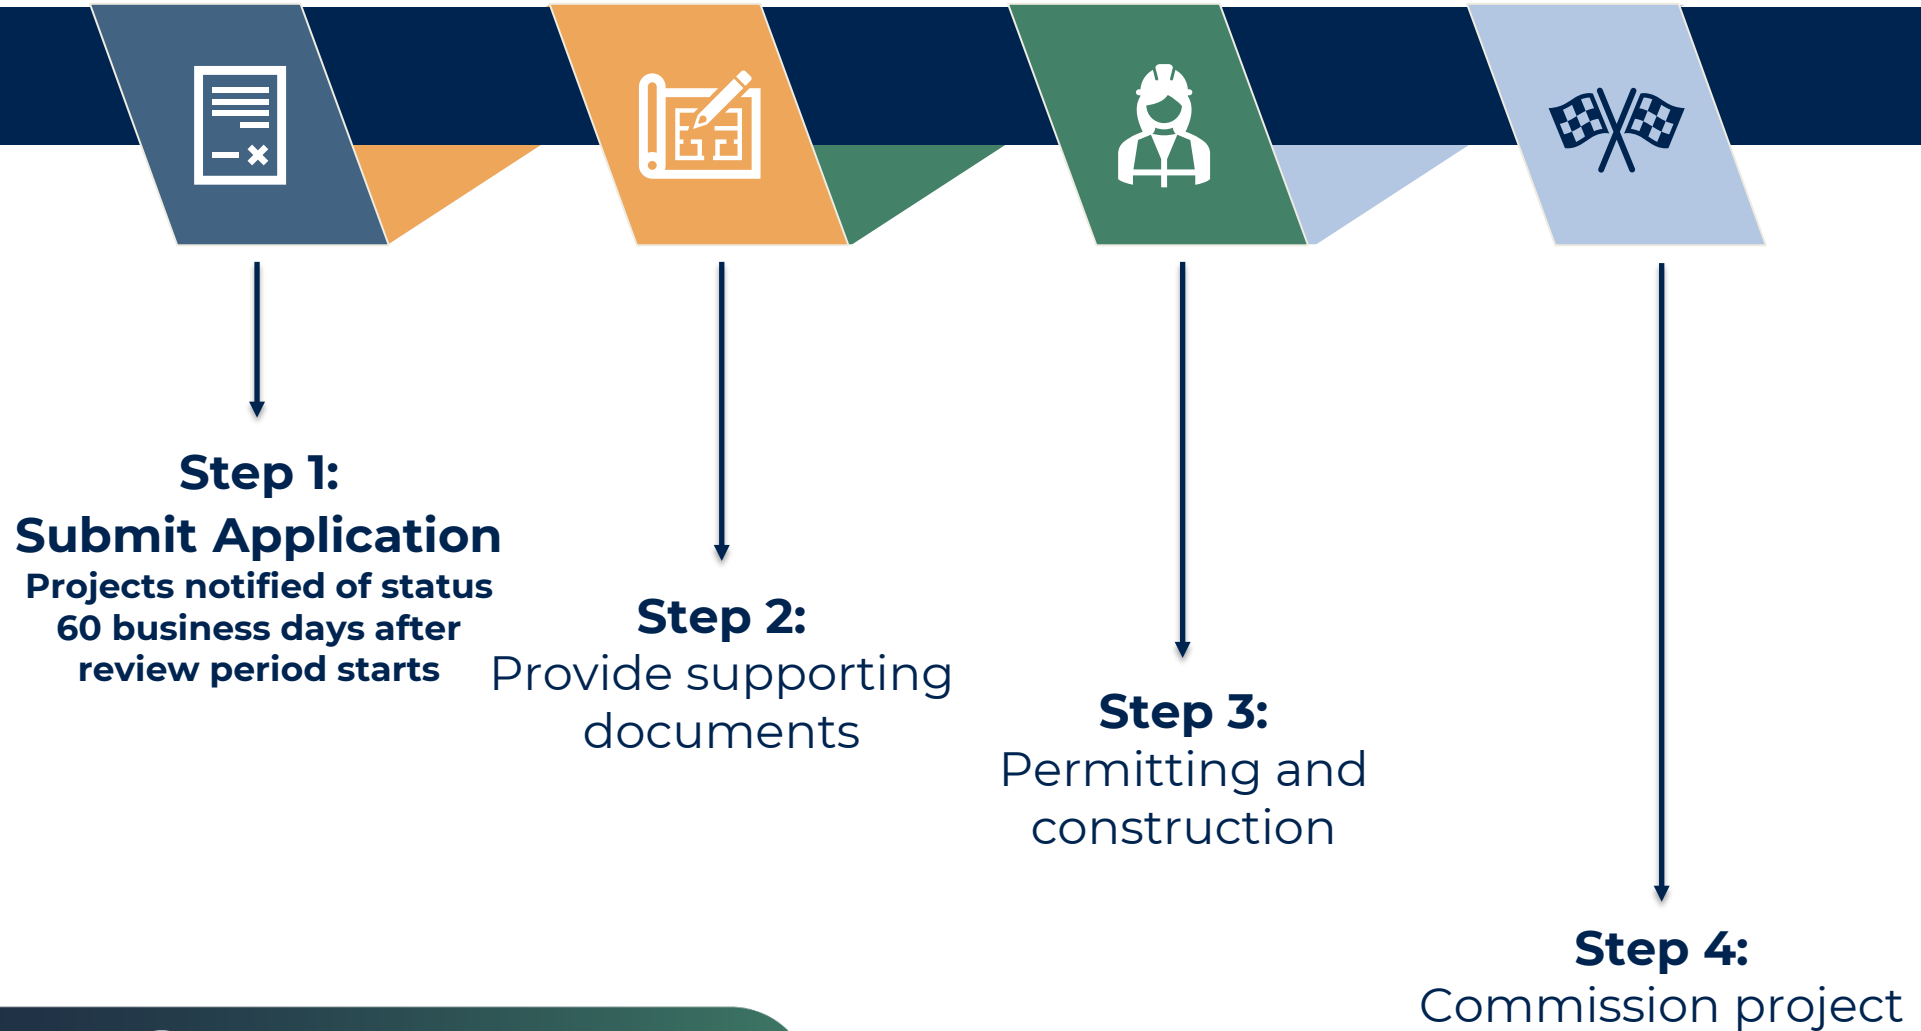 Step 1:
Submit Application
Projects notified of status
60 business days after
review period starts
Step 2:
Provide supporting
documents
Step 3:
Permitting and
construction
Step 4:
Commission project